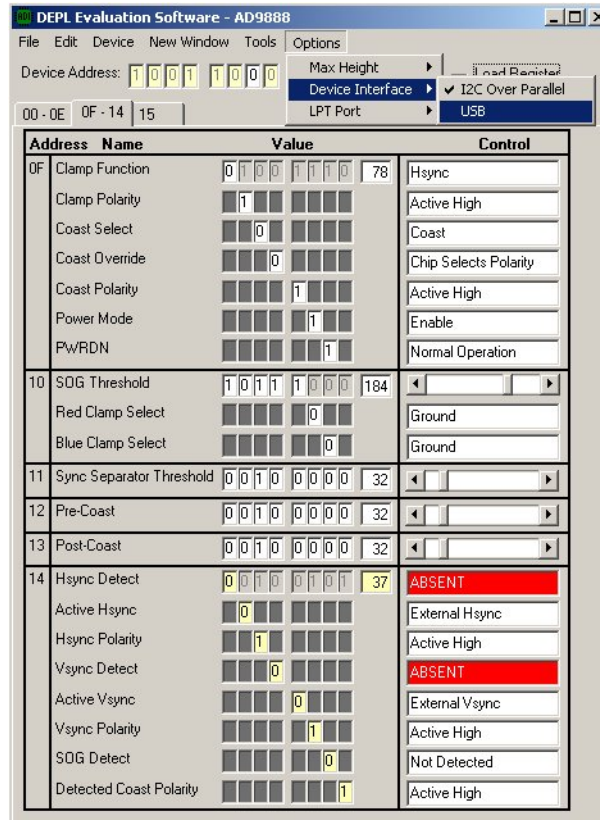 DEPL Evaluation Software - AD9888
File Edit Device New Window Tools Options
Max Height
Device Address: 1 0 0 1 1 0 0 0 Load Register
Device Interface I2C Over Parallel
LPT Port USB
00 - 0E 0F - 14 15
Address Name Value Control
0F Clamp Function 0 1 0 0 1 1 1 0 78 Hsync
Clamp Polarity 1 Active High
Coast Select 0 Coast
Coast Override 0 Chip Selects Polarity
Coast Polarity 1 Active High
Power Mode 1 Enable
PWRDN 1 Normal Operation
10 SOG Threshold 1 0 1 1 1 0 0 0 184
Red Clamp Select 0 Ground
Blue Clamp Select 0 Ground
11 Sync Separator Threshold 0 0 1 0 0 0 0 0 32
12 Pre-Coast 0 0 1 0 0 0 0 0 32
13 Post-Coast 0 0 1 0 0 0 0 0 32
14 Hsync Detect 0 0 1 0 0 1 0 1 37 ABSENT
Active Hsync 0 External Hsync
Hsync Polarity 1 Active High
Vsync Detect 0 ABSENT
Active Vsync 0 External Vsync
Vsync Polarity 1 Active High
SOG Detect 0 Not Detected
Detected Coast Polarity 1 Active High